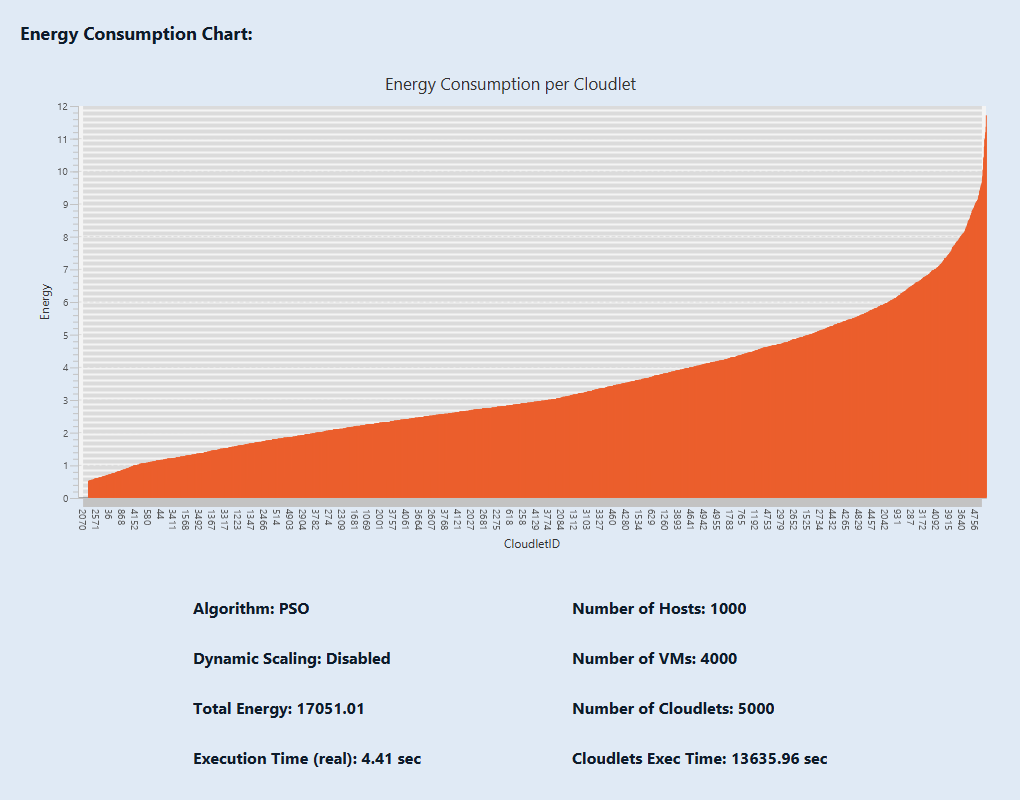 Energy Consumption Chart:
Energy Consumption per Cloudlet
12
11
10
9
8
7
6
5
4
3
2
1
0
Energy
2070 2571 36 868 4152 580 44 3411 1568 3492 1367 3317 1223 1347 2466 514 4903 2904 3782 274 2309 1681 1069 2001 757 4061 3664 2607 3768 4121 2027 2681 2275 618 258 4129 3774 2084 1312 3103 3327 460 4280 1534 629 1260 3893 4641 4942 4955 1783 765 1192 4753 2979 2652 1525 2734 4432 4265 4829 4457 2042 931 287 3172 4092 3915 3640 4756
CloudletID
Algorithm: PSO
Number of Hosts: 1000
Dynamic Scaling: Disabled
Number of VMs: 4000
Total Energy: 17051.01
Number of Cloudlets: 5000
Execution Time (real): 4.41 sec
Cloudlets Exec Time: 13635.96 sec